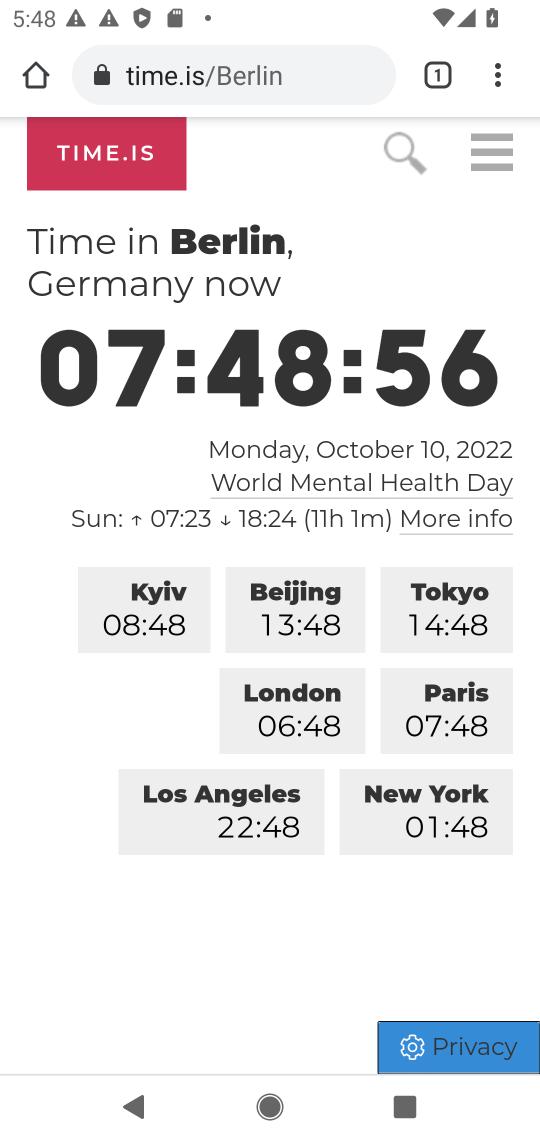 5:48
time.is/Berlin
1
TIME.IS
Time in Berlin,
Germany now
07:48:56
Monday, October 10, 2022
World Mental Health Day
Sun: ↑ 07:23 ↓ 18:24 (11h 1m) More info
Kyiv Beijing Tokyo
08:48 13:48 14:48
London Paris
06:48 07:48
Los Angeles New York
22:48 01:48
Privacy